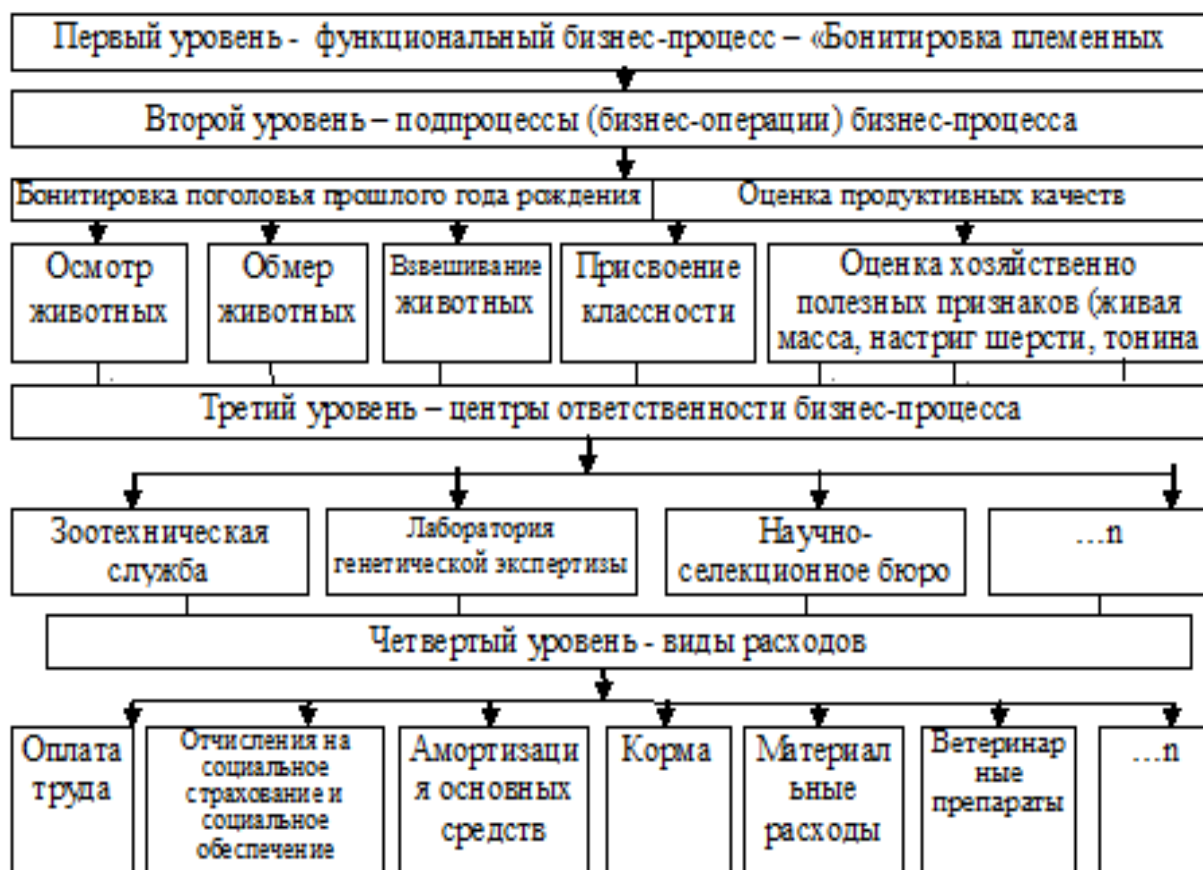 Первый уровень - функциональный бизнес-процесс – «Бонитировка племенных
Второй уровень – подпроцессы (бизнес-операции) бизнес-процесса
Бонитировка поголовья прошлого года рождения
Оценка продуктивных качеств
Осмотр
животных
Обмер
животных
Взвешивание
животных
Присвоение
классности
Оценка хозяйственно
полезных признаков (живая
масса, настриг шерсти, тонина
Третий уровень – центры ответственности бизнес-процесса
Зоотехническая
служба
Лаборатория
генетической экспертизы
Научно-
селекционное бюро
...n
Четвертый уровень - виды расходов
Оплата
труда
Отчисления на
социальное
страхование и
социальное
обеспечение
Амортизаци
я основных
средств
Корма
Материал
ьные
расходы
Ветеринар
ные
препараты
...n